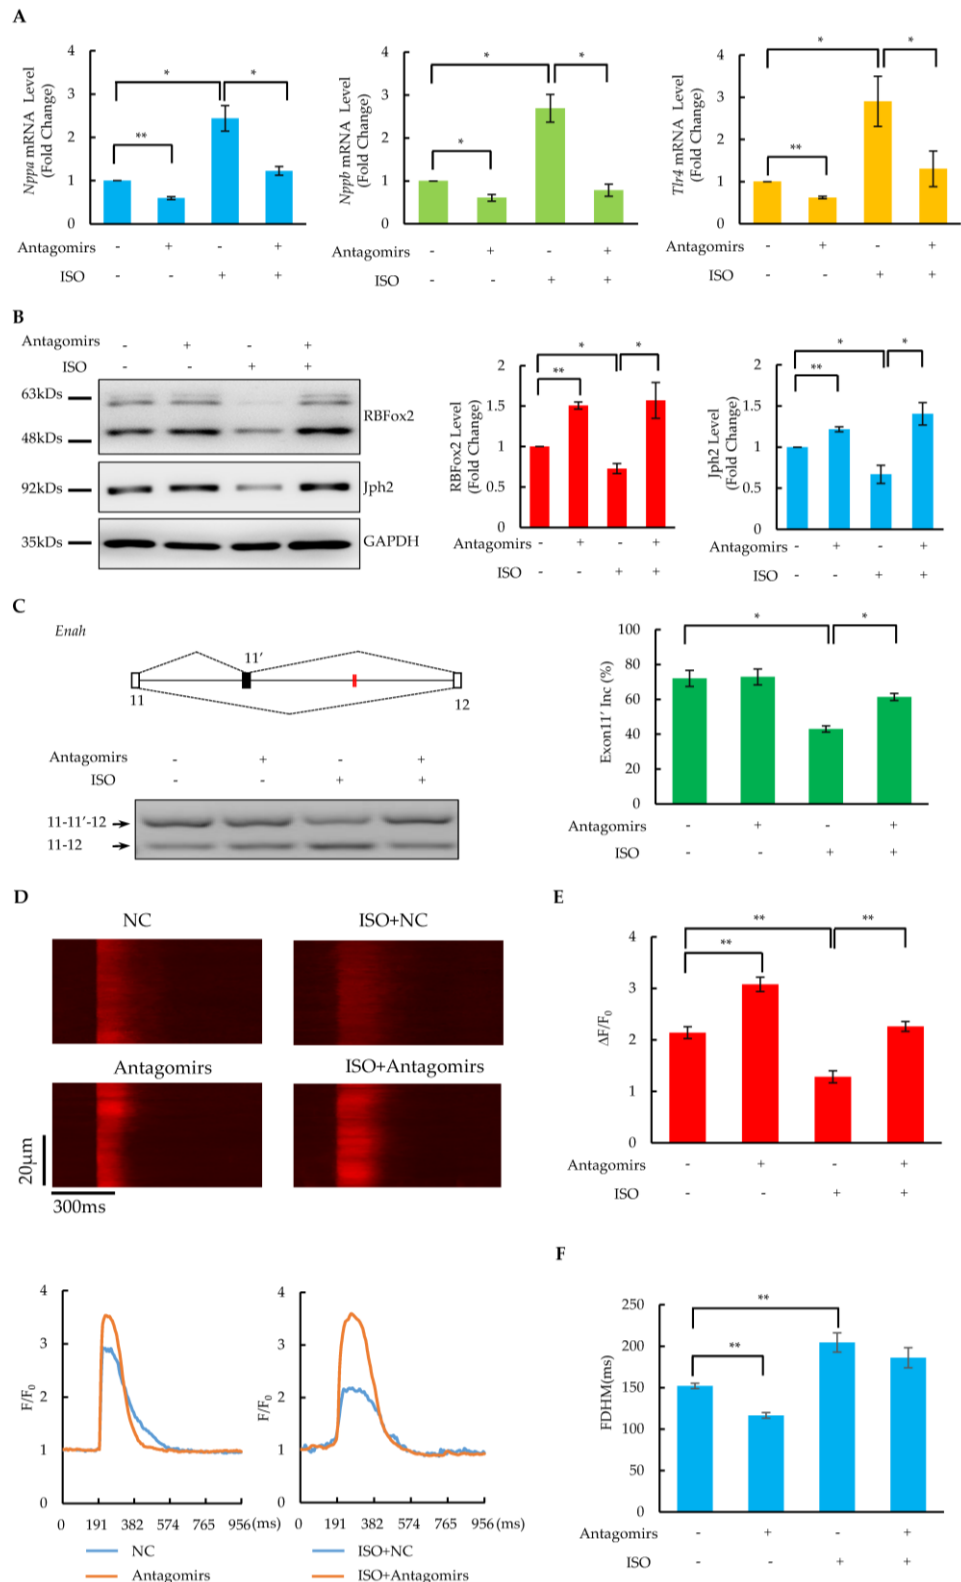 A
Nppa mRNA Level
(Fold Change)
4
3
2
1
0
* *
**
Antagomirs - + - +
ISO - - + +
Nppb mRNA Level
(Fold Change)
4
3
2
1
0
* *
*
Antagomirs - + - +
ISO - - + +
Tlr4 mRNA Level
(Fold Change)
4
3
2
1
0
* *
**
Antagomirs - + - +
ISO - - + +
B
Antagomirs - + - +
ISO - - + +
63kDs
48kDs
RBFox2
92kDs
Jph2
35kDs
GAPDH
RBFox2 Level
(Fold Change)
2
1.5
1
0.5
0
* *
**
Antagomirs - + - +
ISO - - + +
Jph2 Level
(Fold Change)
2
1.5
1
0.5
0
* *
**
Antagomirs - + - +
ISO - - + +
C
Enah
11′
11 12
Antagomirs - + - +
ISO - - + +
11-11′-12
11-12
Exon11′ Inc (%)
100
80
60
40
20
0
* *
Antagomirs - + - +
ISO - - + +
D
NC ISO+NC
Antagomirs ISO+Antagomirs
20μm
300ms
F/F0
4
3
2
1
0
0 191 382 574 765 956(ms)
NC
Antagomirs
F/F0
4
3
2
1
0
0 191 382 574 765 956(ms)
ISO+NC
ISO+Antagomirs
E
ΔF/F0
4
3
2
1
0
** **
**
Antagomirs - + - +
ISO - - + +
F
FDHM(ms)
250
200
150
100
50
0
**
**
Antagomirs - + - +
ISO - - + +